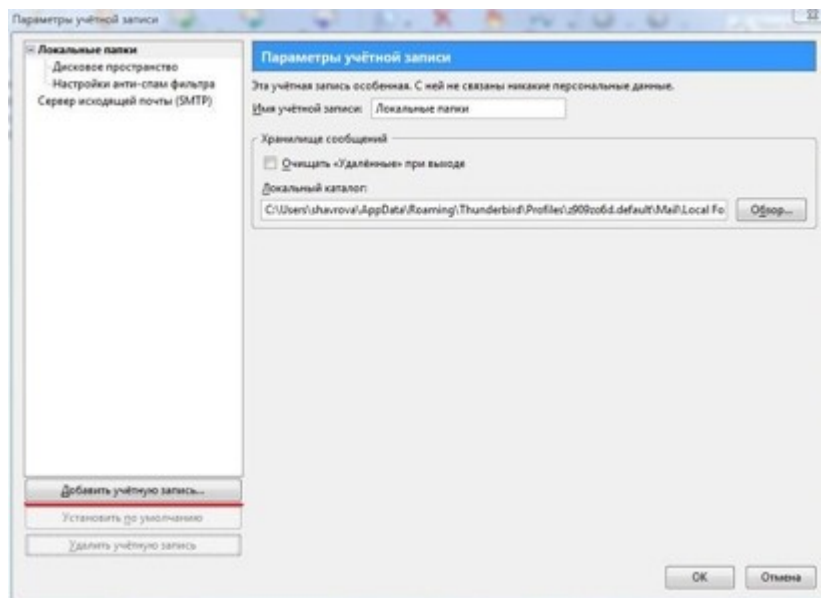 Параметры учётной записи
Локальные папки
Дисковое пространство
Настройки анти-спам фильтра
Сервер исходящей почты (SMTP)
Параметры учётной записи
Эта учётная запись особенная. С ней не связаны никакие персональные данные.
Имя учётной записи: Локальные папки
Хранилище сообщений
Очищать «Удалённые» при выходе
Локальный каталог:
C:\Users\shavrova\AppData\Roaming\Thunderbird\Profiles\z909zo6d.default\Mail\Local Fo
Обзор...
Добавить учётную запись...
Установить по умолчанию
Удалить учётную запись
ОК
Отмена